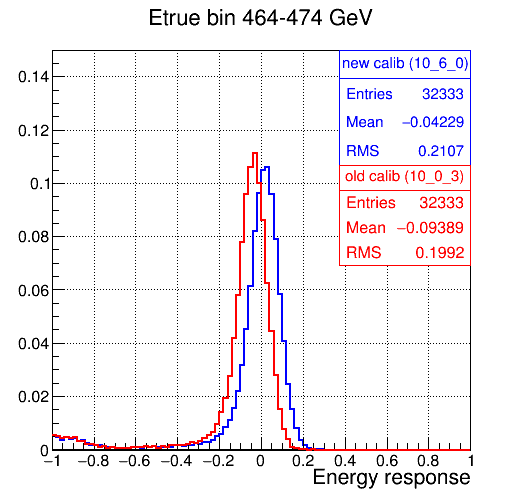 Etrue bin 464-474 GeV
new calib (10_6_0)
Entries 32333
Mean −0.04229
RMS 0.2107
old calib (10_0_3)
Entries 32333
Mean −0.09389
RMS 0.1992
0.14
0.12
0.1
0.08
0.06
0.04
0.02
0
−1 −0.8 −0.6 −0.4 −0.2 0 0.2 0.4 0.6 0.8 1
Energy response